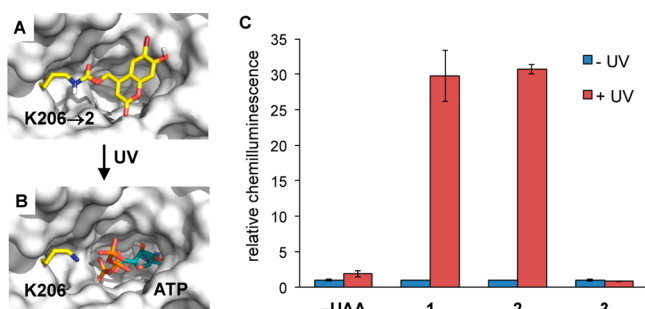 A
K206→2
UV
B
K206
ATP
C
relative chemilluminescence
35
30
25
20
15
10
5
0
- UV
+ UV
–UAA
1
2
3